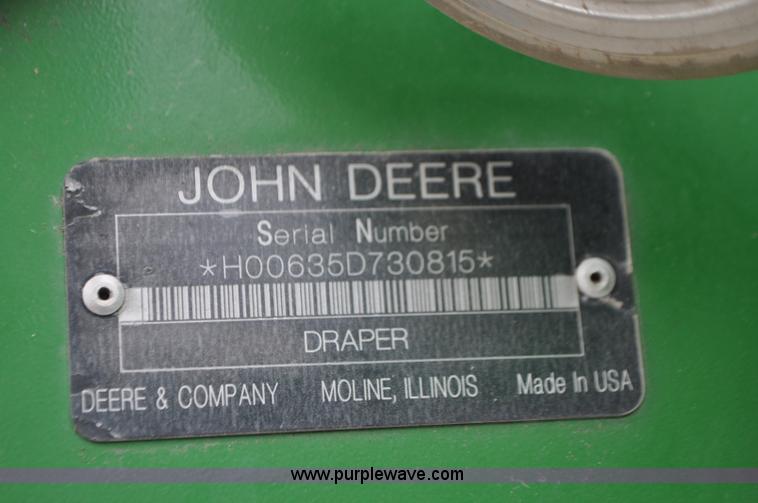 JOHN DEERE
Serial Number
*H00635D730815*
DRAPER
DEERE & COMPANY MOLINE, ILLINOIS Made In USA
www.purplewave.com